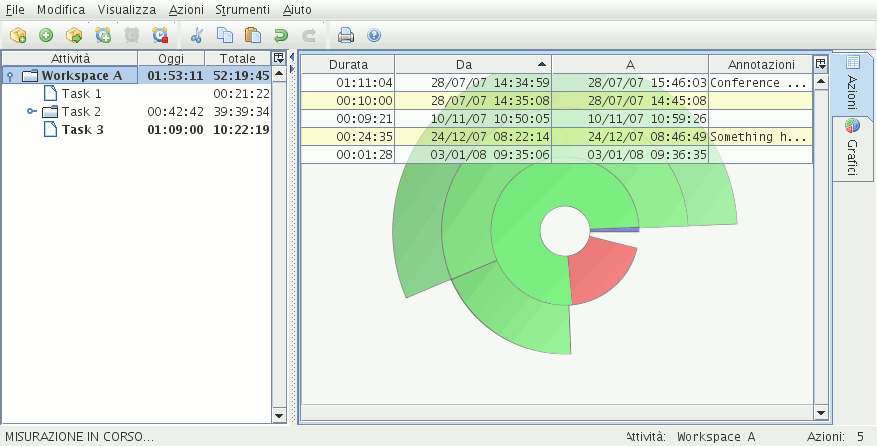 File Modifica Visualizza Azioni Strumenti Aiuto
Attività Oggi Totale
Workspace A 01:53:11 52:19:45
Task 1 00:21:22
Task 2 00:42:42 39:39:34
Task 3 01:09:00 10:22:19
Durata Da A Annotazioni
01:11:04 28/07/07 14:34:59 28/07/07 15:46:03 Conference ...
00:10:00 28/07/07 14:35:08 28/07/07 14:45:08
00:09:21 10/11/07 10:50:05 10/11/07 10:59:26
00:24:35 24/12/07 08:22:14 24/12/07 08:46:49 Something h...
00:01:28 03/01/08 09:35:06 03/01/08 09:36:35
Azioni
Grafici
MISURAZIONE IN CORSO... Attività: Workspace A Azioni: 5